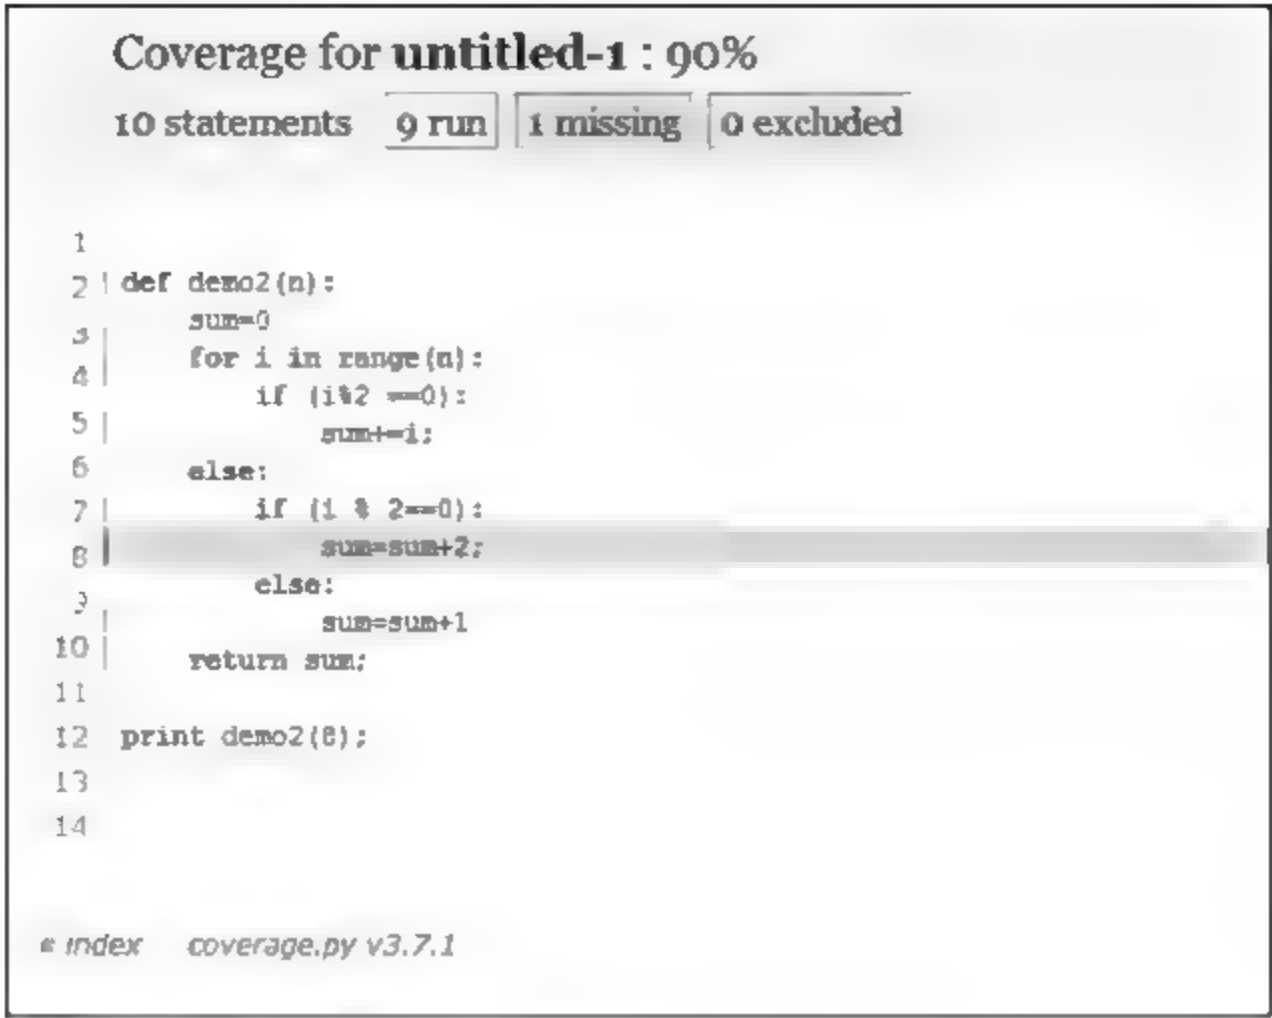 Coverage for untitled-1 : 90%
10 statements 9 run 1 missing 0 excluded
1
2 def demo2(n):
3     sum=0
4     for i in range(n):
        if (i%2 ==0):
5             sum+=i;
6     else:
7         if (i % 2==0):
8             sum=sum+2;
9         else:
            sum=sum+1
10     return sum;
11
12 print demo2(8);
13
14
« index coverage.py v3.7.1